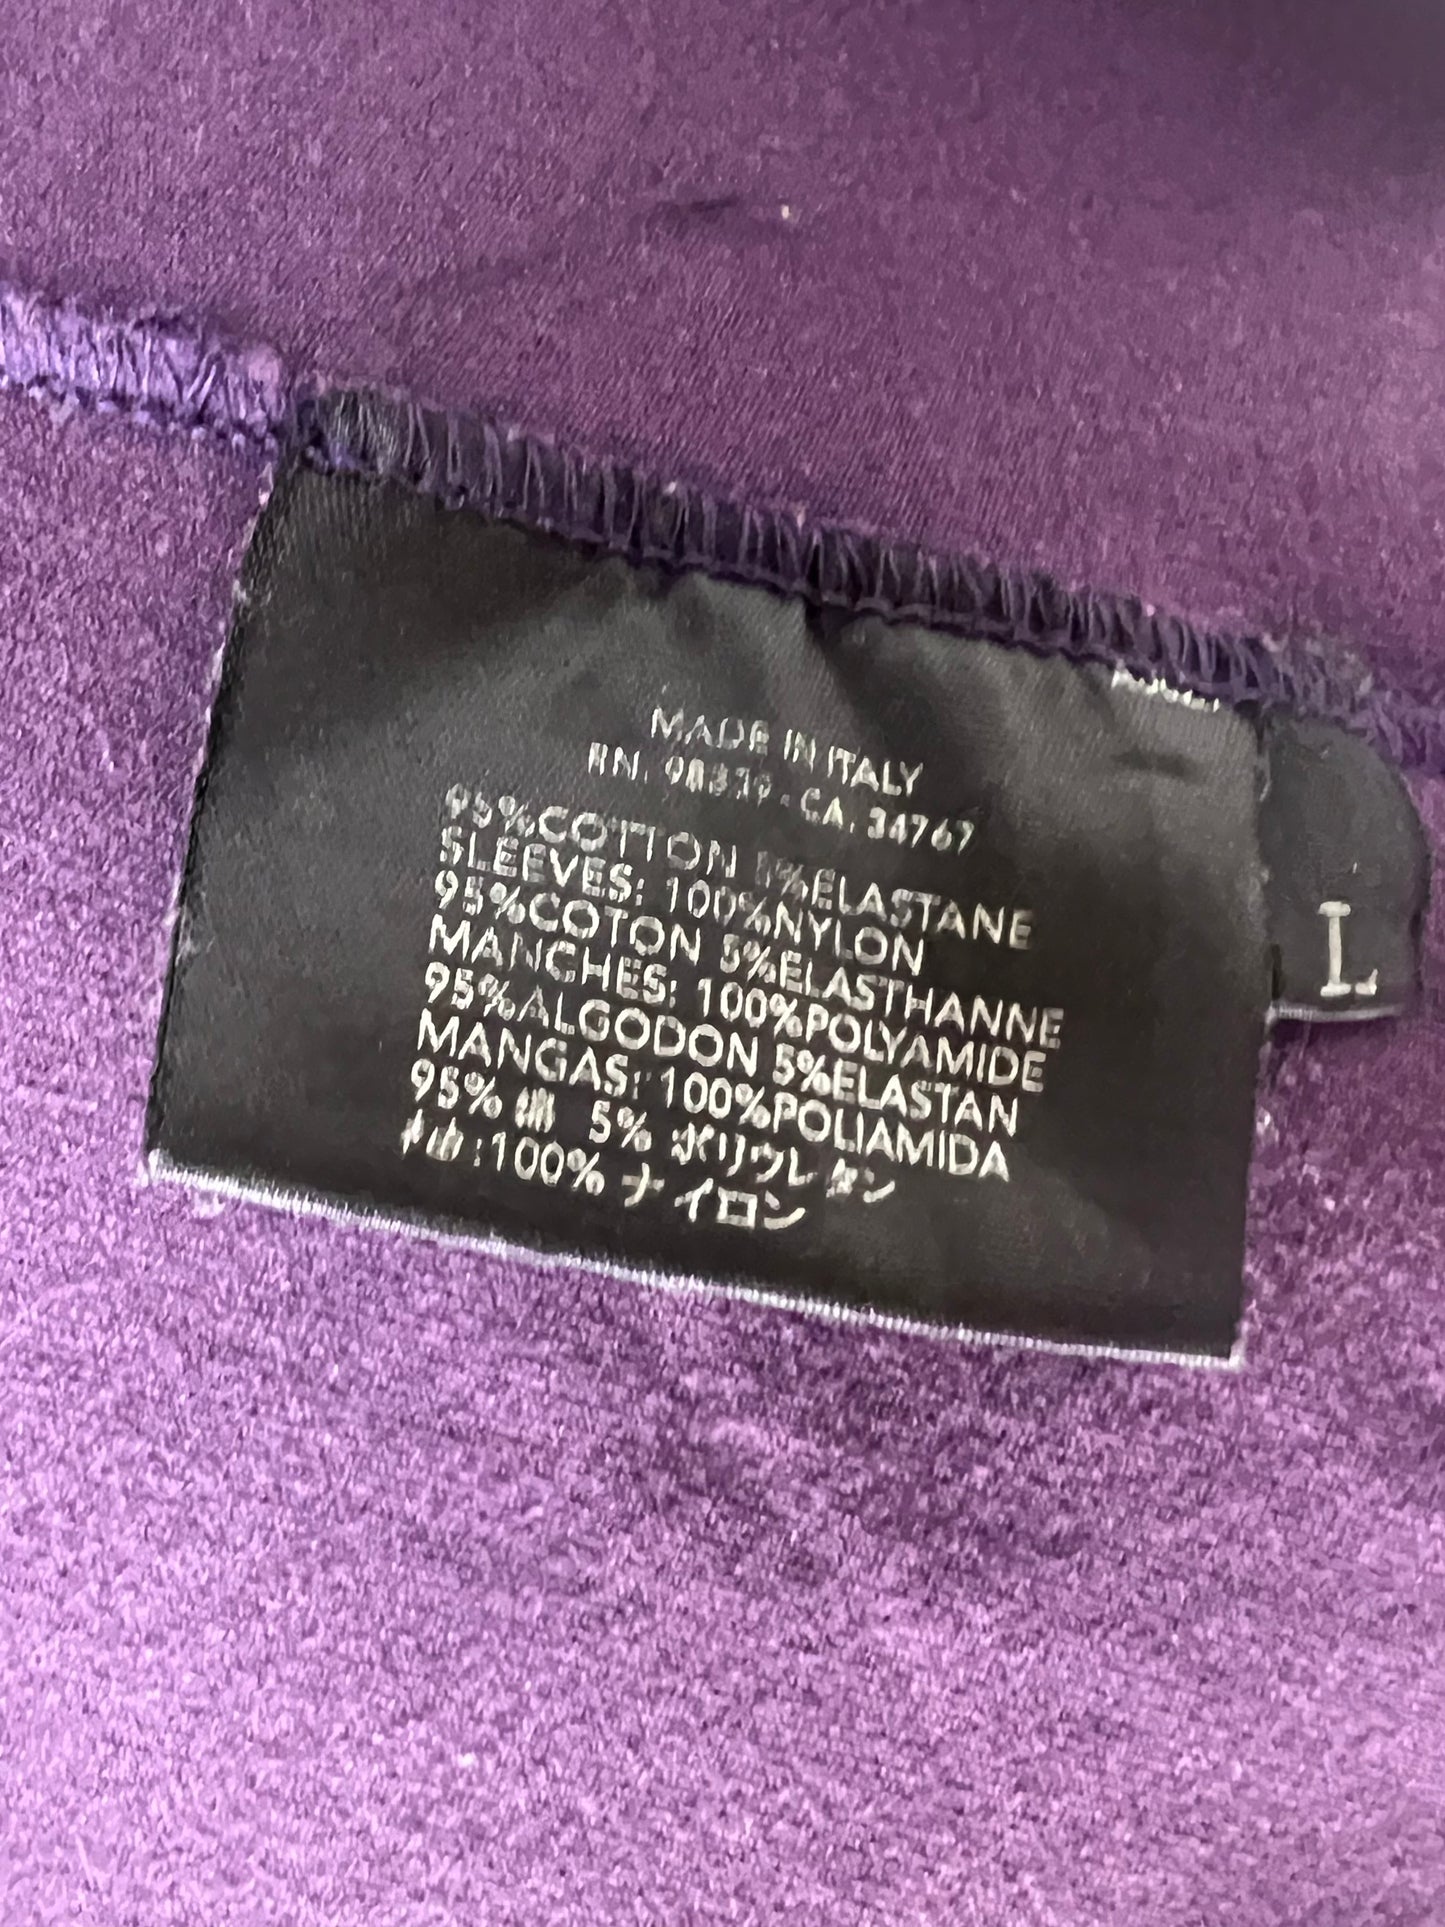 MADE IN ITALY
RN. 98339 - CA. 34767
95%COTTON 5%ELASTANE
SLEEVES: 100%NYLON
95%COTON 5%ELASTHANNE
MANCHES: 100%POLYAMIDE
95%ALGODON 5%ELASTAN
MANGAS: 100%POLIAMIDA
95% 綿 5% ポリウレタン
:100% ナイロン
L